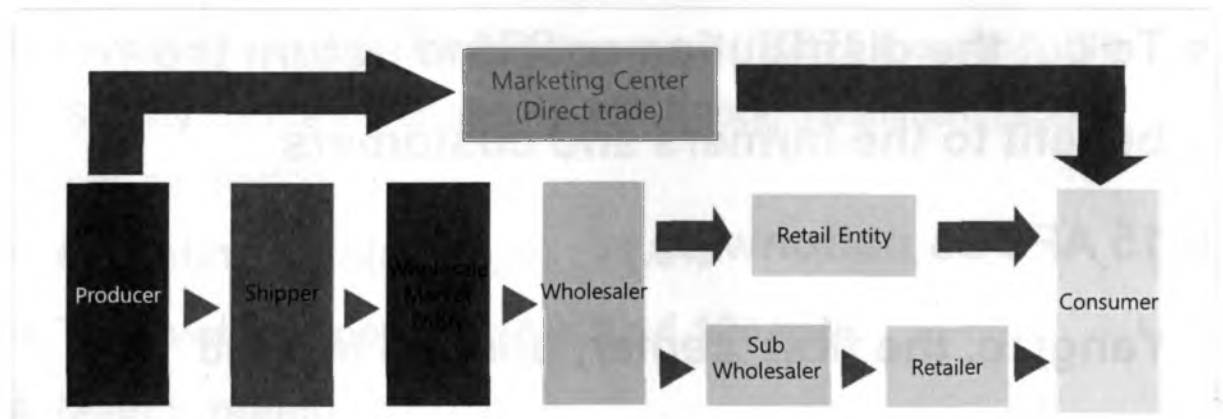 Marketing Center
(Direct trade)
Producer
Shipper
Wholesale
Market
Entity
Wholesaler
Retail Entity
Sub
Wholesaler
Retailer
Consumer